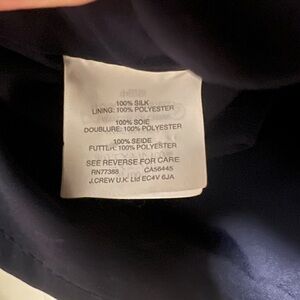 100% SILK
LINING: 100% POLYESTER
100% SOIE
DOUBLURE: 100% POLYESTER
100% SEIDE
FUTTER: 100% POLYESTER
SEE REVERSE FOR CARE
RN77388 CA56445
J.CREW U.K. Ltd EC4V 6JA